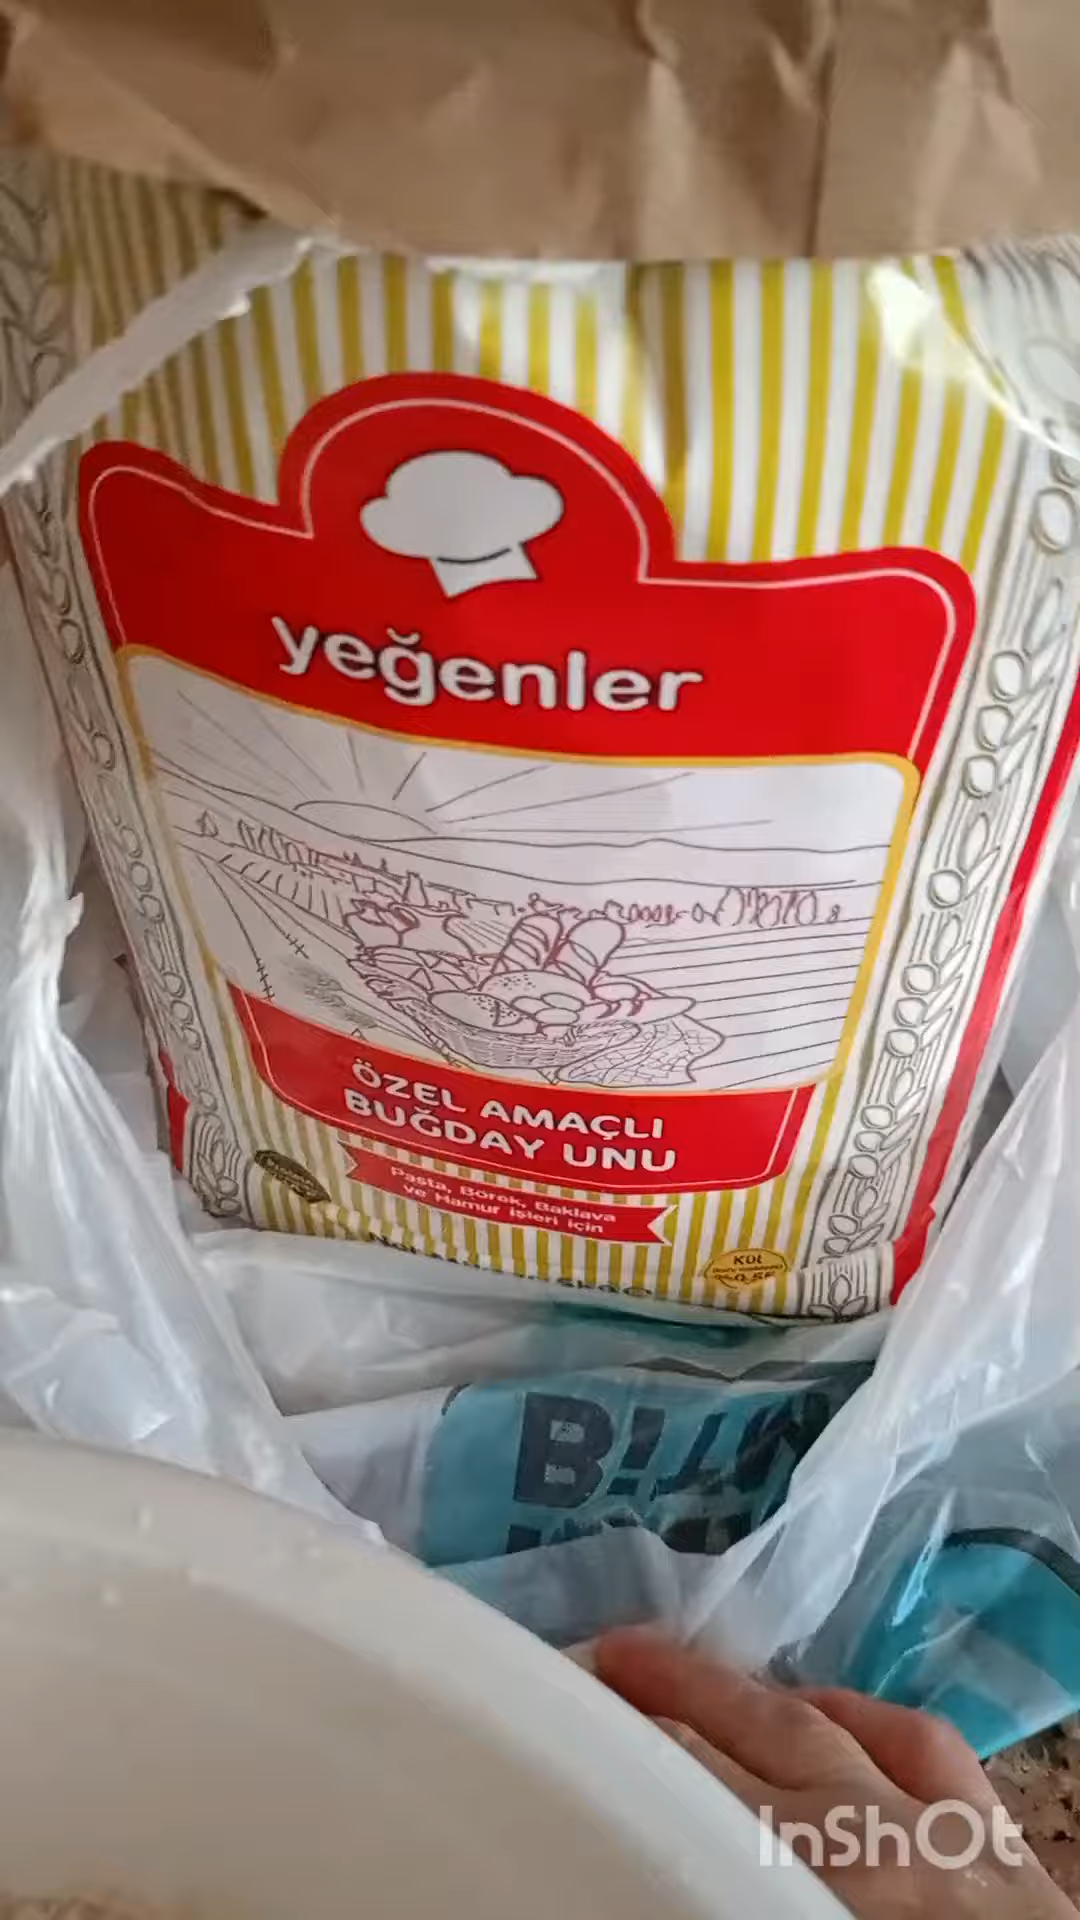 yeğenler
ÖZEL AMAÇLI
BUĞDAY UNU
Pasta, Börek, Baklava
ve Hamur işleri için
Kül
InShOt